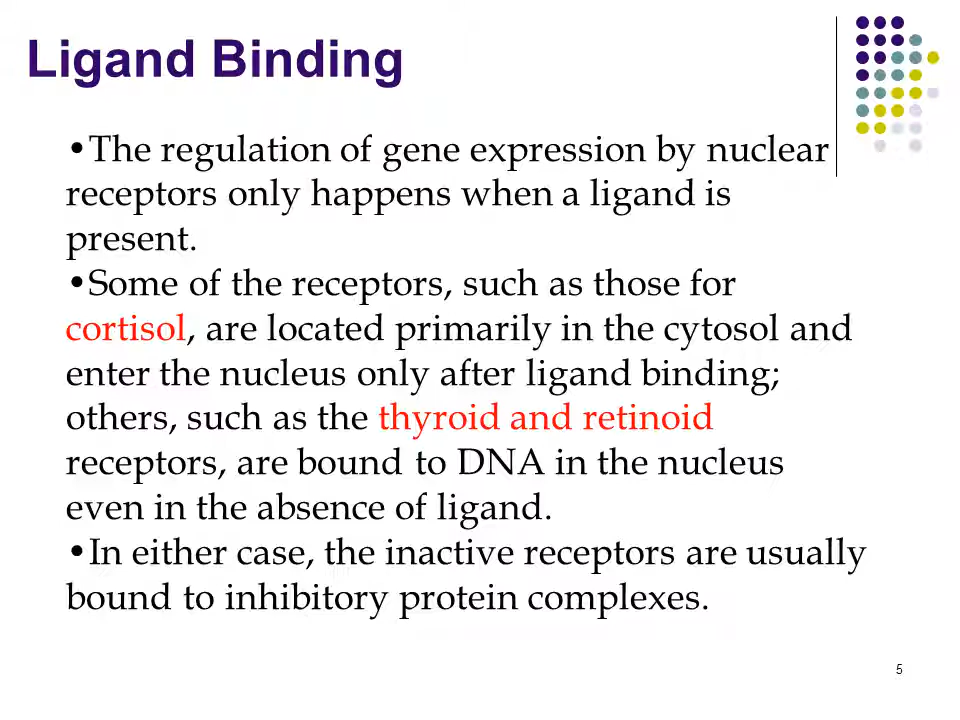 Ligand Binding
•The regulation of gene expression by nuclear
receptors only happens when a ligand is
present.
•Some of the receptors, such as those for
cortisol, are located primarily in the cytosol and
enter the nucleus only after ligand binding;
others, such as the thyroid and retinoid
receptors, are bound to DNA in the nucleus
even in the absence of ligand.
•In either case, the inactive receptors are usually
bound to inhibitory protein complexes.
5